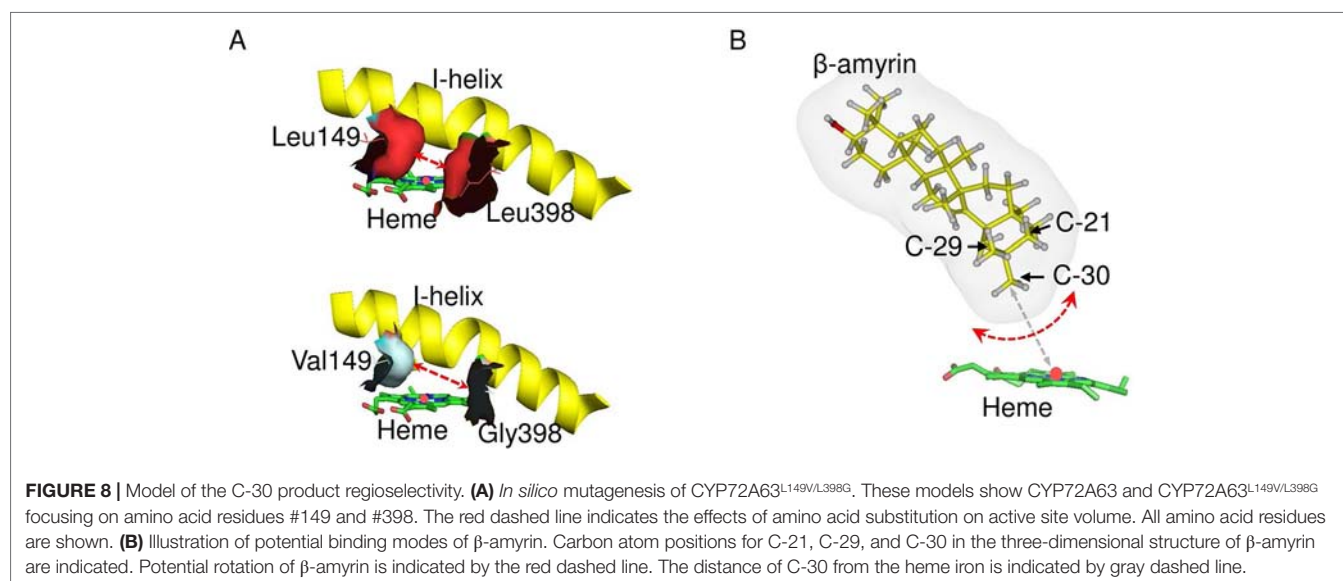 A
I-helix
Leu149
Heme
Leu398
I-helix
Val149
Heme
Gly398
B
β-amyrin
C-21
C-29
C-30
Heme
FIGURE 8 | Model of the C-30 product regioselectivity. (A) In silico mutagenesis of CYP72A63L149V/L398G. These models show CYP72A63 and CYP72A63L149V/L398G
focusing on amino acid residues #149 and #398. The red dashed line indicates the effects of amino acid substitution on active site volume. All amino acid residues
are shown. (B) Illustration of potential binding modes of β-amyrin. Carbon atom positions for C-21, C-29, and C-30 in the three-dimensional structure of β-amyrin
are indicated. Potential rotation of β-amyrin is indicated by the red dashed line. The distance of C-30 from the heme iron is indicated by gray dashed line.